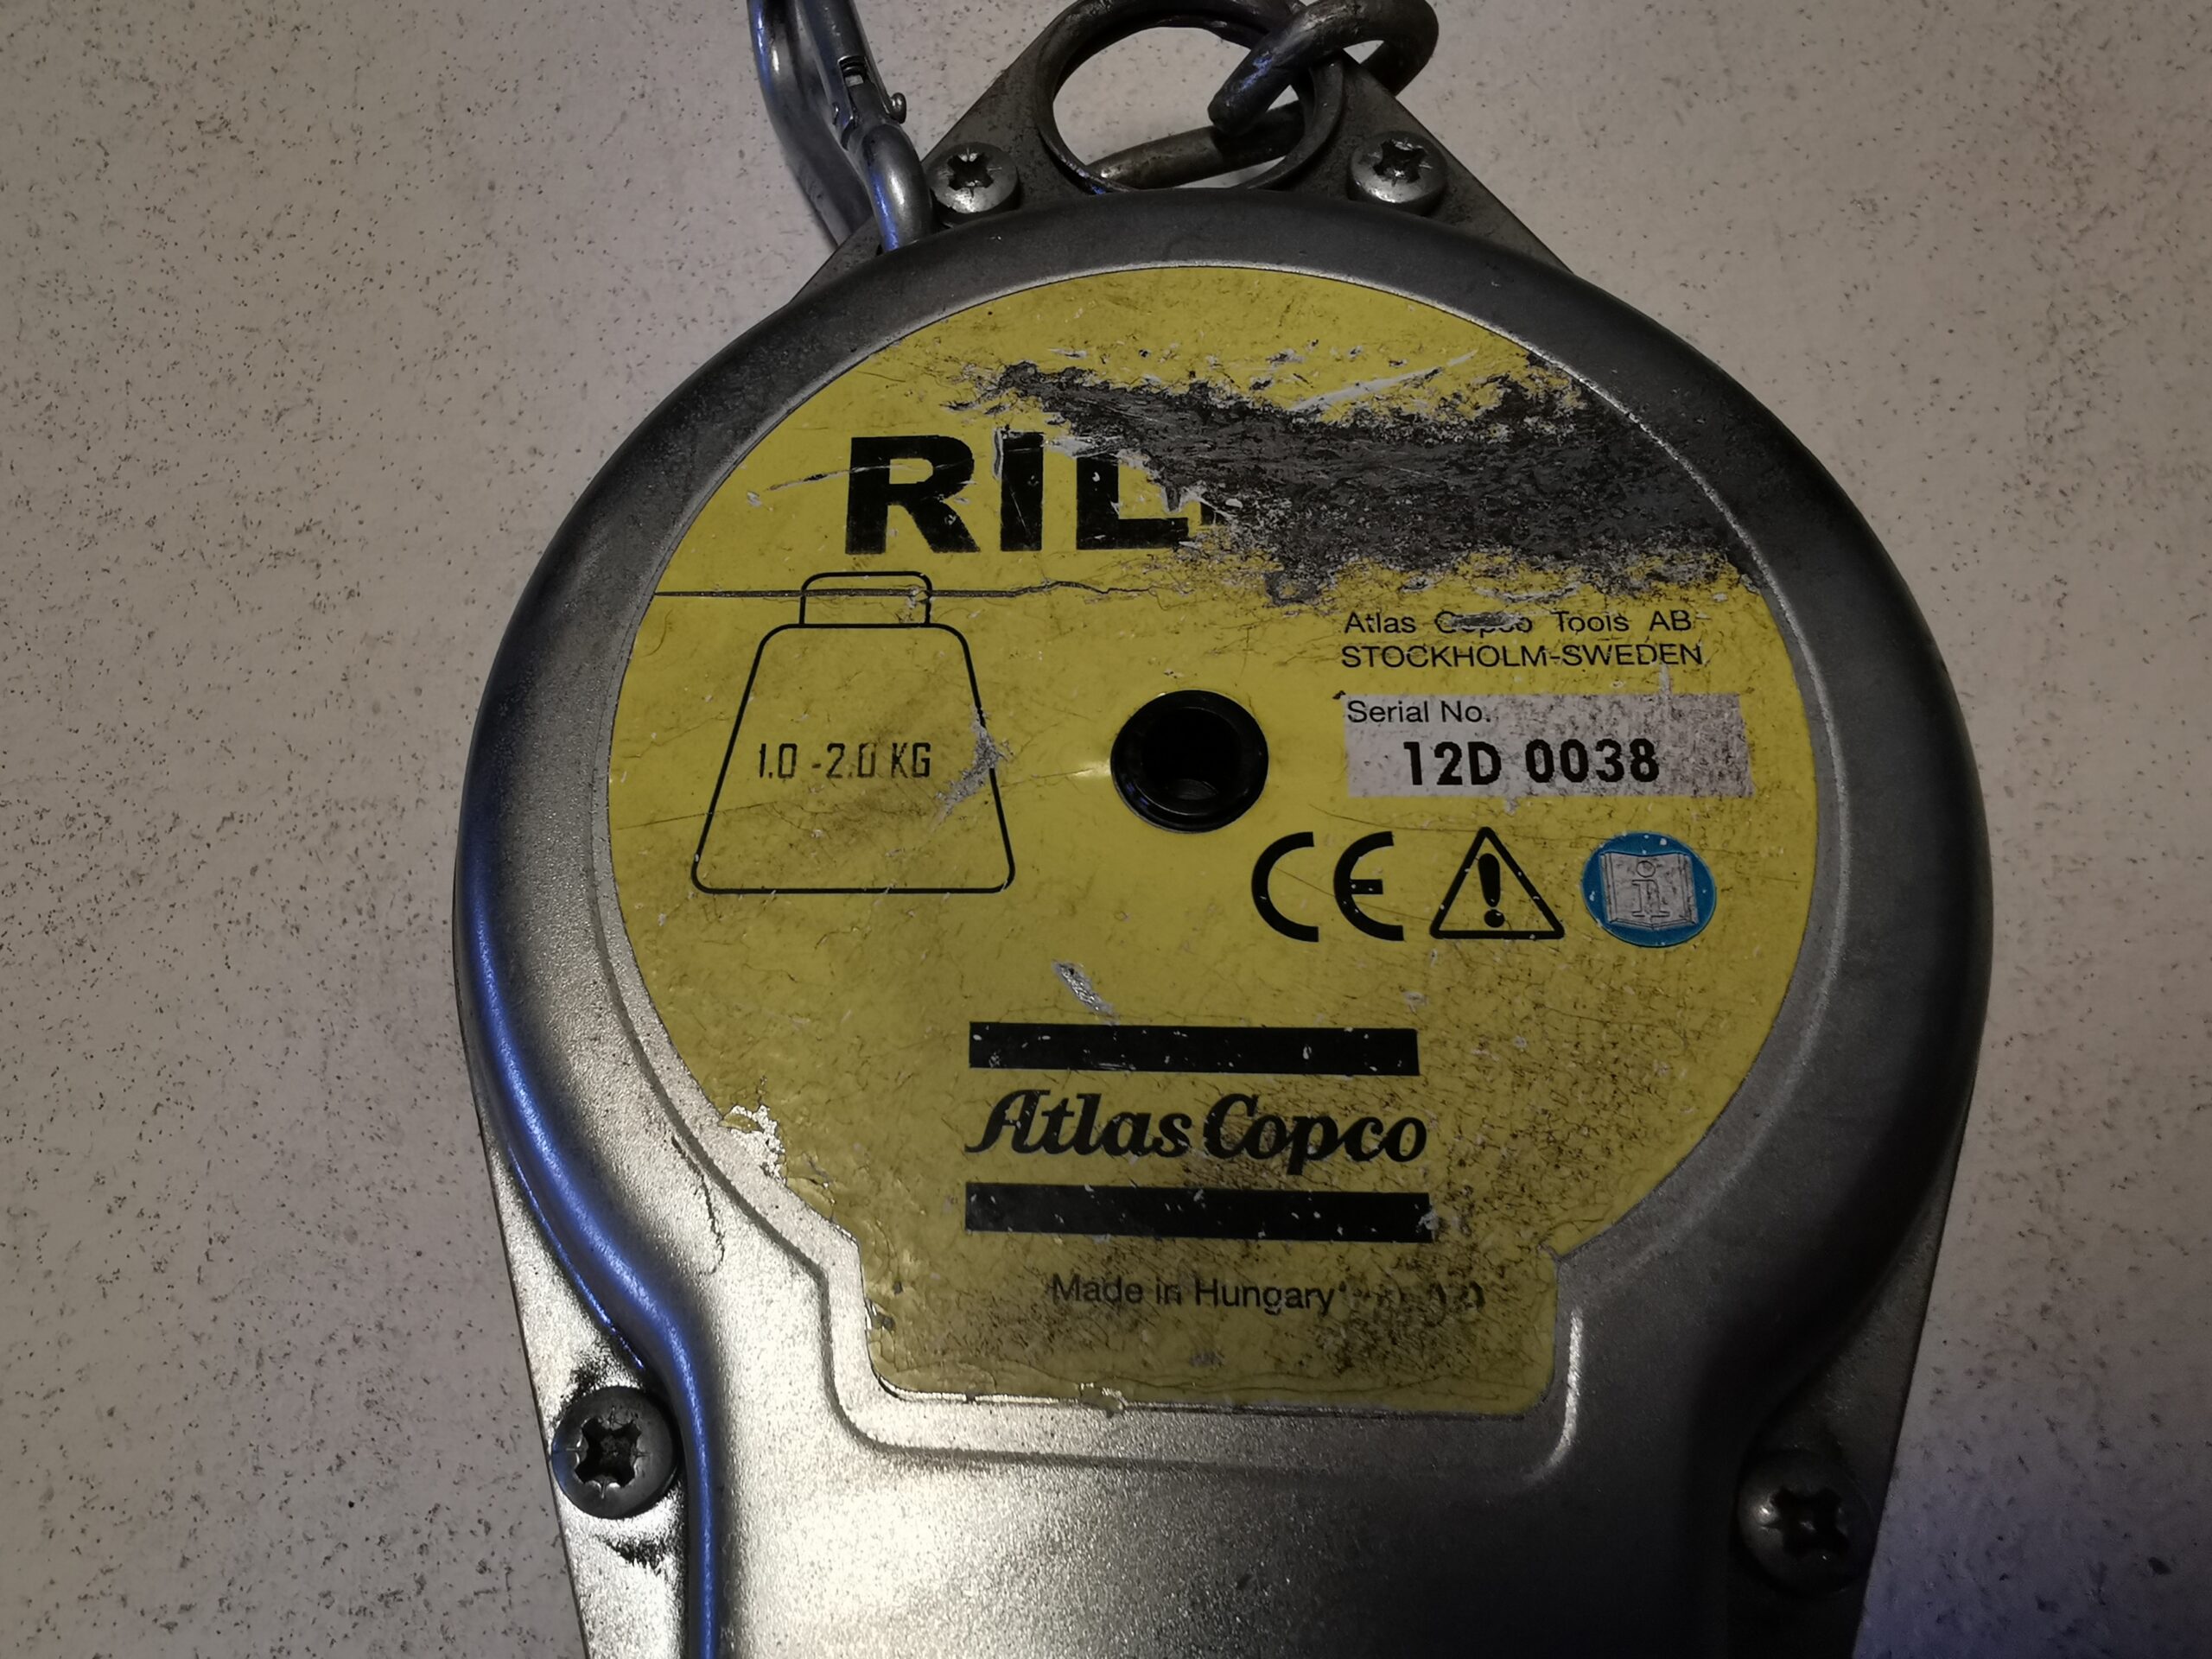 RIL
1.0 -2.0 KG
Atlas Copco Tools AB
STOCKHOLM-SWEDEN
Serial No.
12D 0038
CE
i
Atlas Copco
Made in Hungary